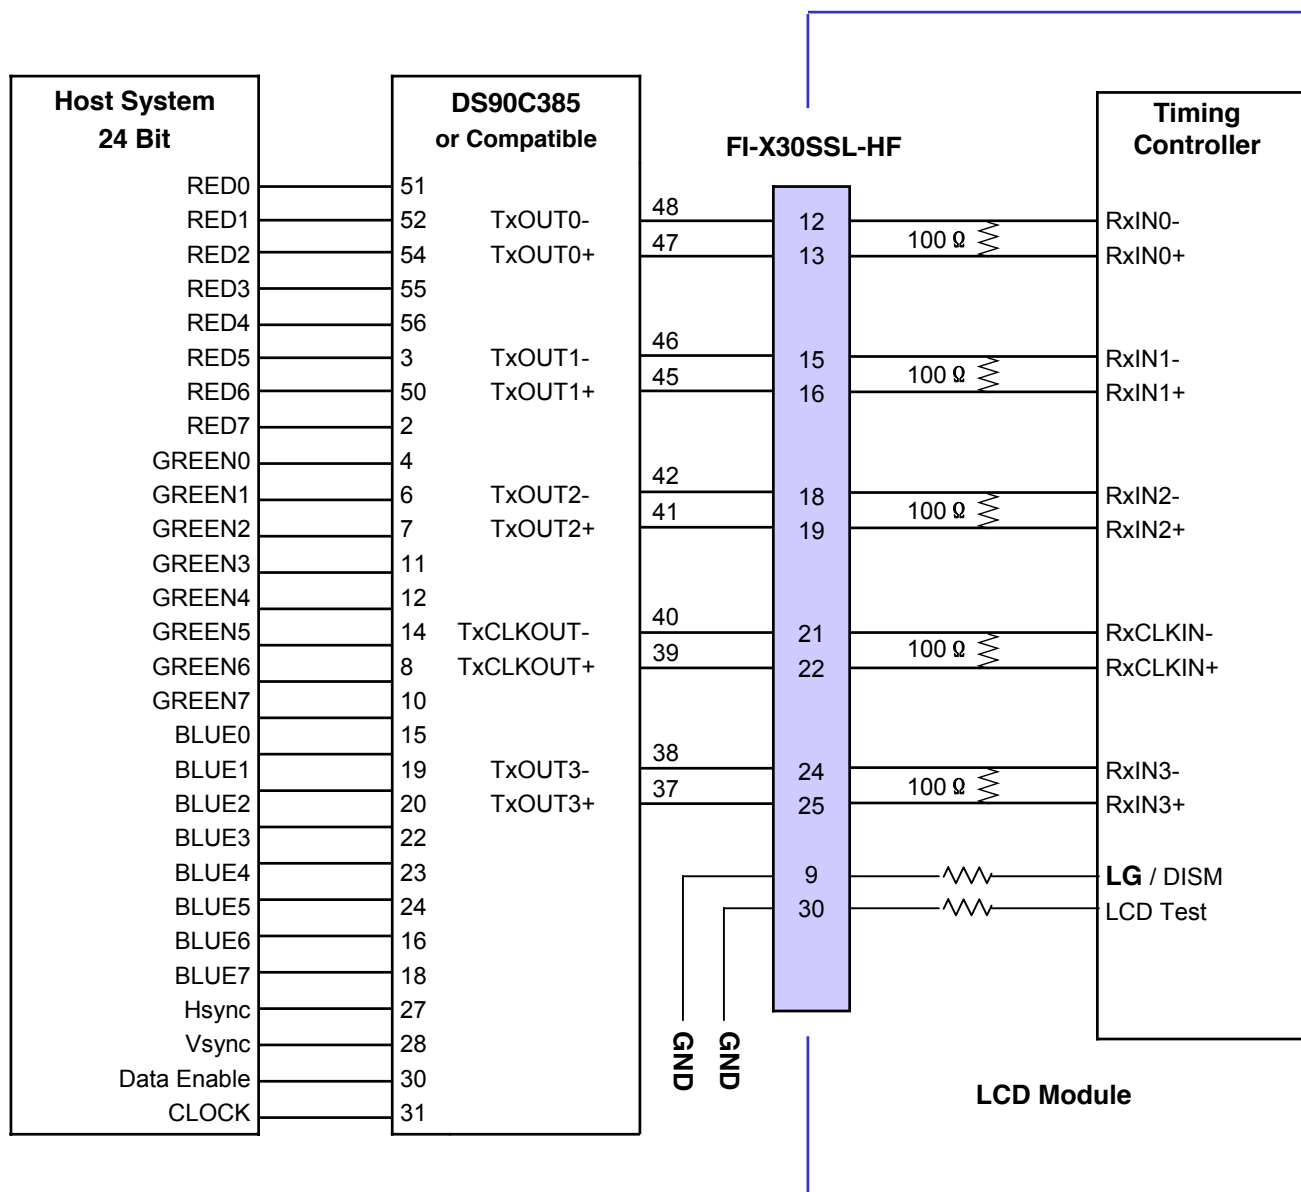 Host System
24 Bit
RED0
RED1
RED2
RED3
RED4
RED5
RED6
RED7
GREEN0
GREEN1
GREEN2
GREEN3
GREEN4
GREEN5
GREEN6
GREEN7
BLUE0
BLUE1
BLUE2
BLUE3
BLUE4
BLUE5
BLUE6
BLUE7
Hsync
Vsync
Data Enable
CLOCK
DS90C385
or Compatible
51
52
54
55
56
3
50
2
4
6
7
11
12
14
8
10
15
19
20
22
23
24
16
18
27
28
30
31
TxOUT0-
TxOUT0+
TxOUT1-
TxOUT1+
TxOUT2-
TxOUT2+
TxCLKOUT-
TxCLKOUT+
TxOUT3-
TxOUT3+
48
47
46
45
42
41
40
39
38
37
GND
GND
FI-X30SSL-HF
12
13
15
16
18
19
21
22
24
25
9
30
100 Ω
100 Ω
100 Ω
100 Ω
100 Ω
Timing
Controller
RxIN0-
RxIN0+
RxIN1-
RxIN1+
RxIN2-
RxIN2+
RxCLKIN-
RxCLKIN+
RxIN3-
RxIN3+
LG / DISM
LCD Test
LCD Module